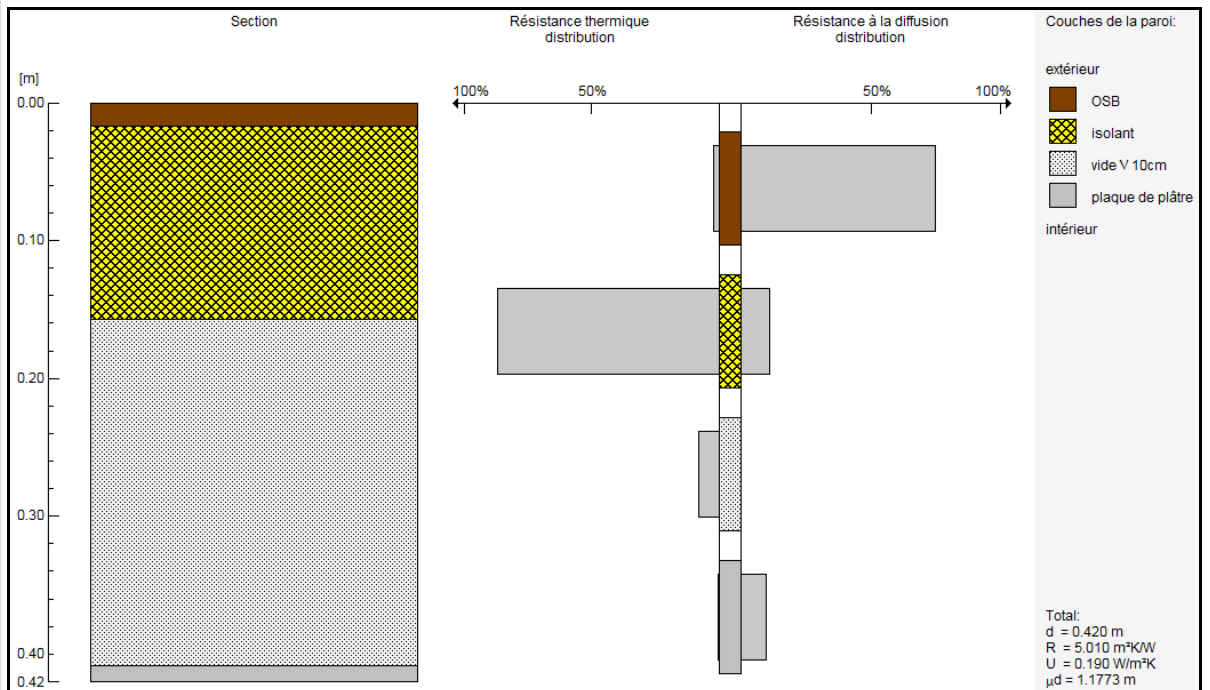 Section
Résistance thermique
distribution
Résistance à la diffusion
distribution
Couches de la paroi:
[m]
0.00
0.10
0.20
0.30
0.40
0.42
100%
50%
50%
100%
extérieur
OSB
isolant
vide V 10cm
plaque de plâtre
intérieur
Total:
d = 0.420 m
R = 5.010 m²K/W
U = 0.190 W/m²K
μd = 1.1773 m